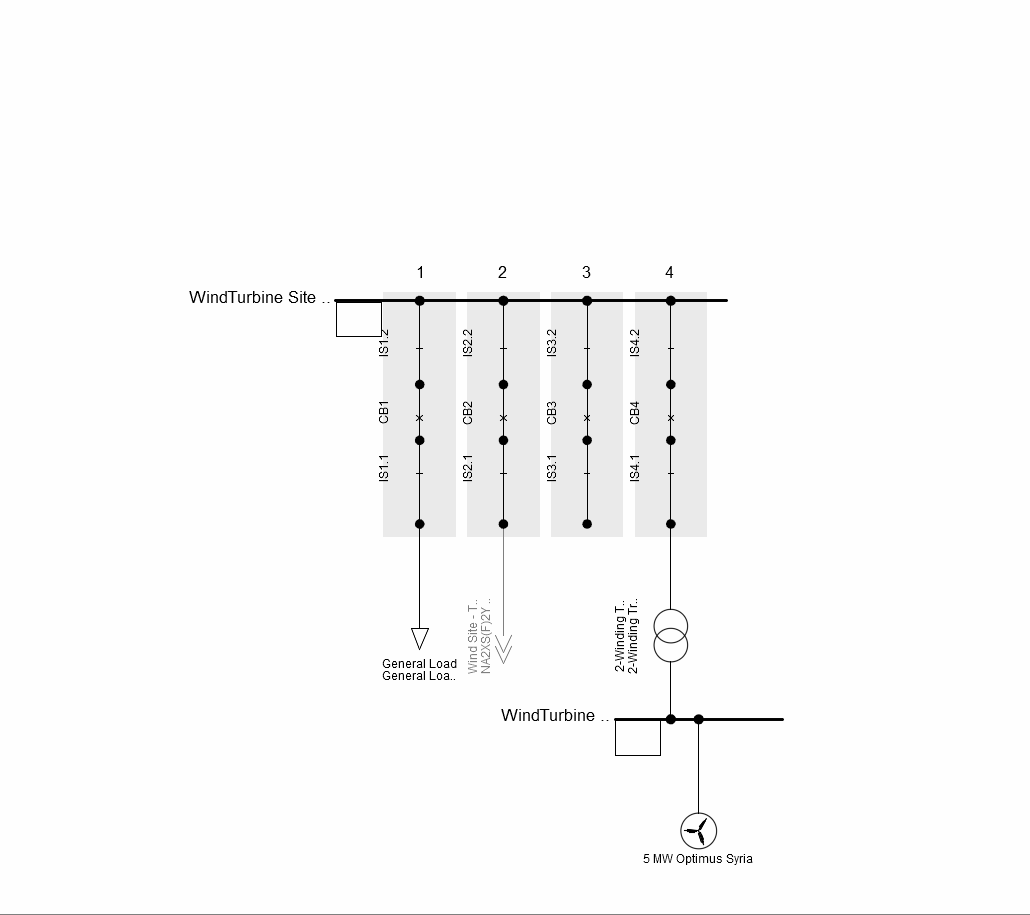 1 2 3 4
WindTurbine Site ..
IS1.2 IS2.2 IS3.2 IS4.2
CB1 CB2 CB3 CB4
IS1.1 IS2.1 IS3.1 IS4.1
Wind Site - T..
NA2XS(F)2Y ..
2-Winding T..
2-Winding Tr..
General Load
General Loa..
WindTurbine ..
5 MW Optimus Syria